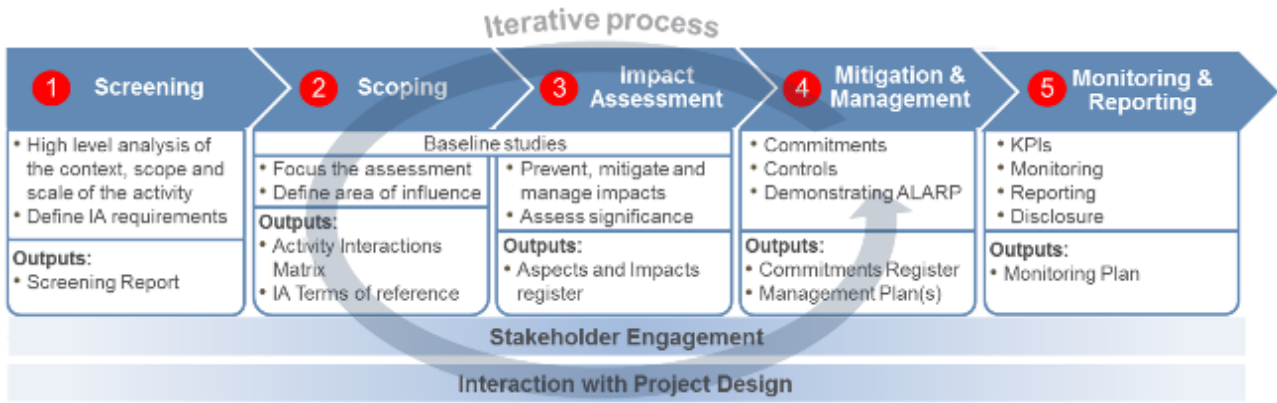 Iterative process
1 Screening
• High level analysis of
the context, scope and
scale of the activity
• Define IA requirements
Outputs:
• Screening Report
2 Scoping
3 Impact
Assessment
Baseline studies
• Focus the assessment
• Define area of influence
Outputs:
• Activity Interactions
Matrix
• IA Terms of reference
• Prevent, mitigate and
manage impacts
• Assess significance
Outputs:
• Aspects and Impacts
register
4 Mitigation &
Management
• Commitments
• Controls
• Demonstrating ALARP
Outputs:
• Commitments Register
• Management Plan(s)
5 Monitoring &
Reporting
• KPIs
• Monitoring
• Reporting
• Disclosure
Outputs:
• Monitoring Plan
Stakeholder Engagement
Interaction with Project Design